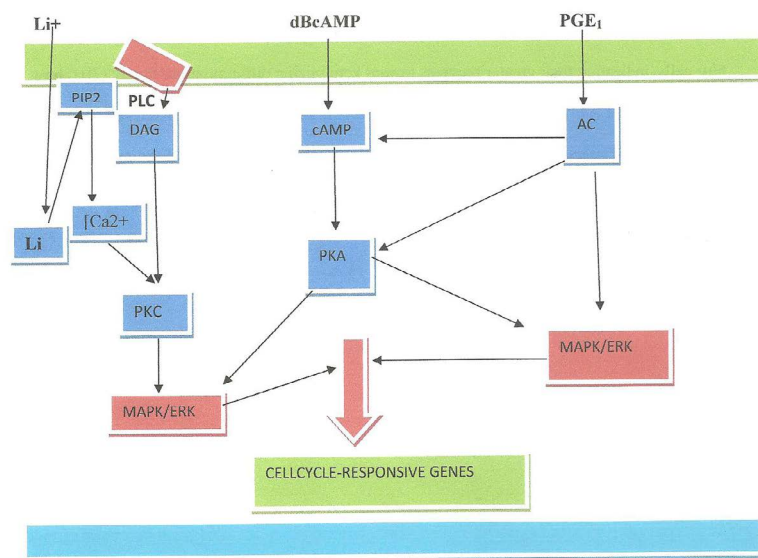 Li+
dBcAMP
PGE₁
PIP2
PLC
DAG
cAMP
AC
[Ca2+
Li
PKA
PKC
MAPK/ERK
MAPK/ERK
CELLCYCLE-RESPONSIVE GENES